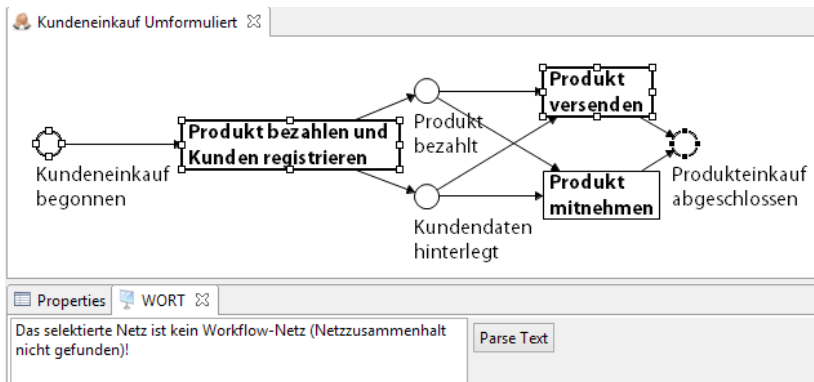 Kundeneinkauf Umformuliert
Produkt
versenden
Produkt bezahlen und
Kunden registrieren
Produkt
bezahlt
Kundeneinkauf
begonnen
Produkt
mitnehmen
Produkteinkauf
abgeschlossen
Kundendaten
hinterlegt
Properties WORT
Das selektierte Netz ist kein Workflow-Netz (Netzzusammenhalt
nicht gefunden)!
Parse Text